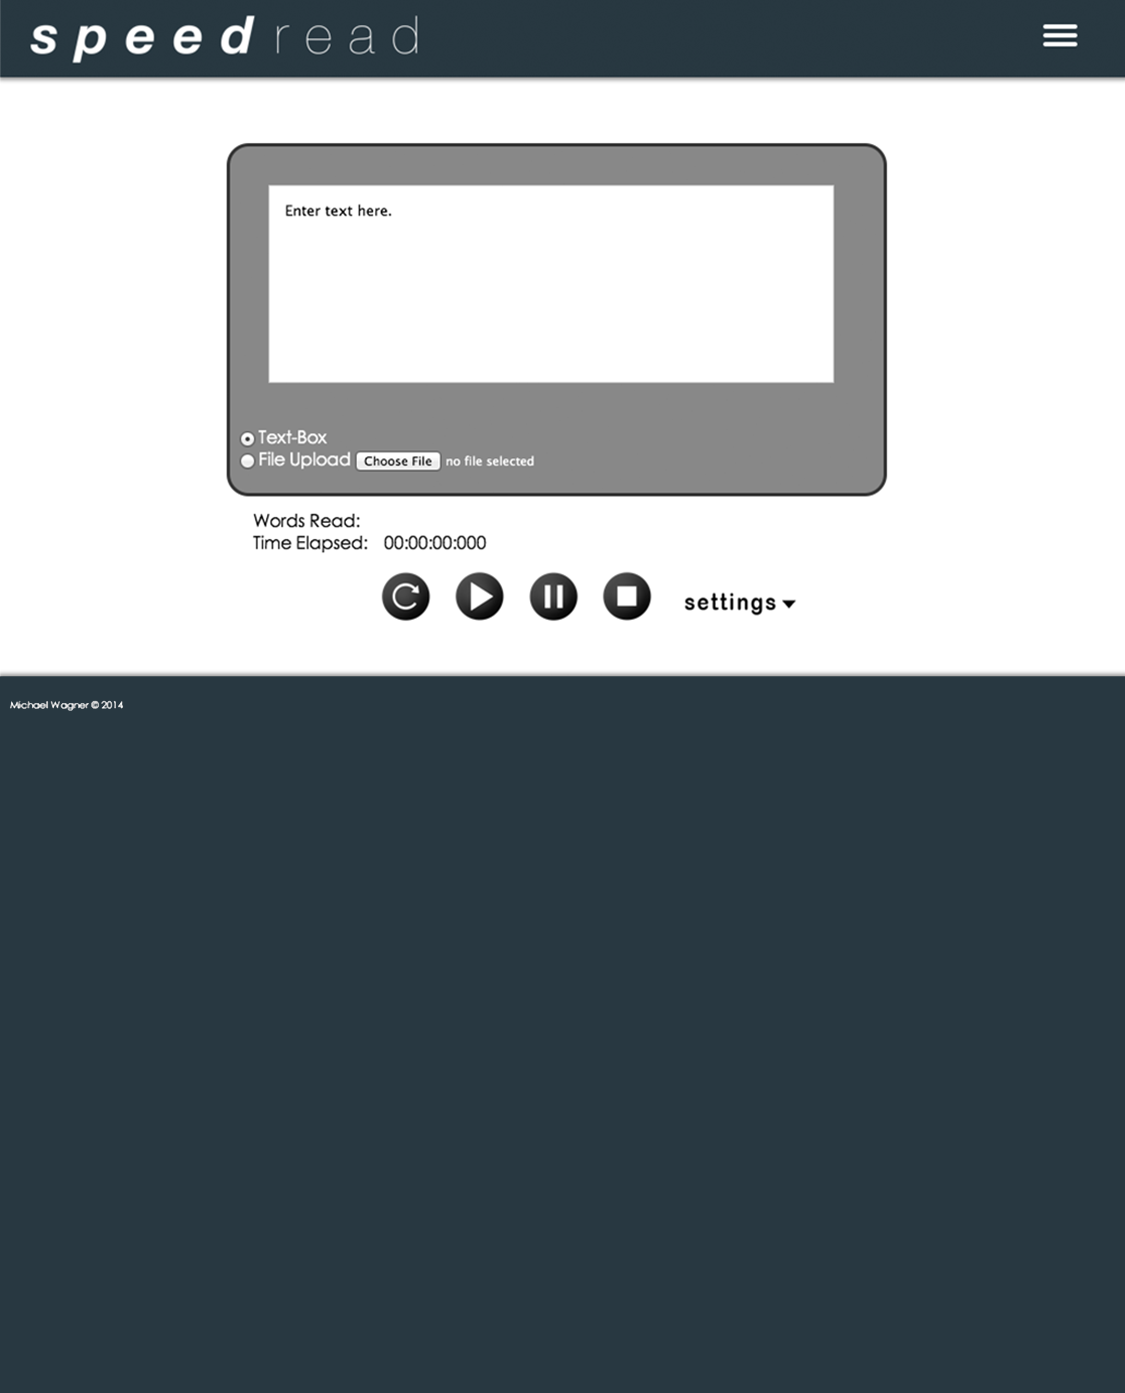 speedread
Enter text here.
Text-Box
File Upload Choose File no file selected
Words Read:
Time Elapsed: 00:00:00:000
settings
Michael Wagner © 2014